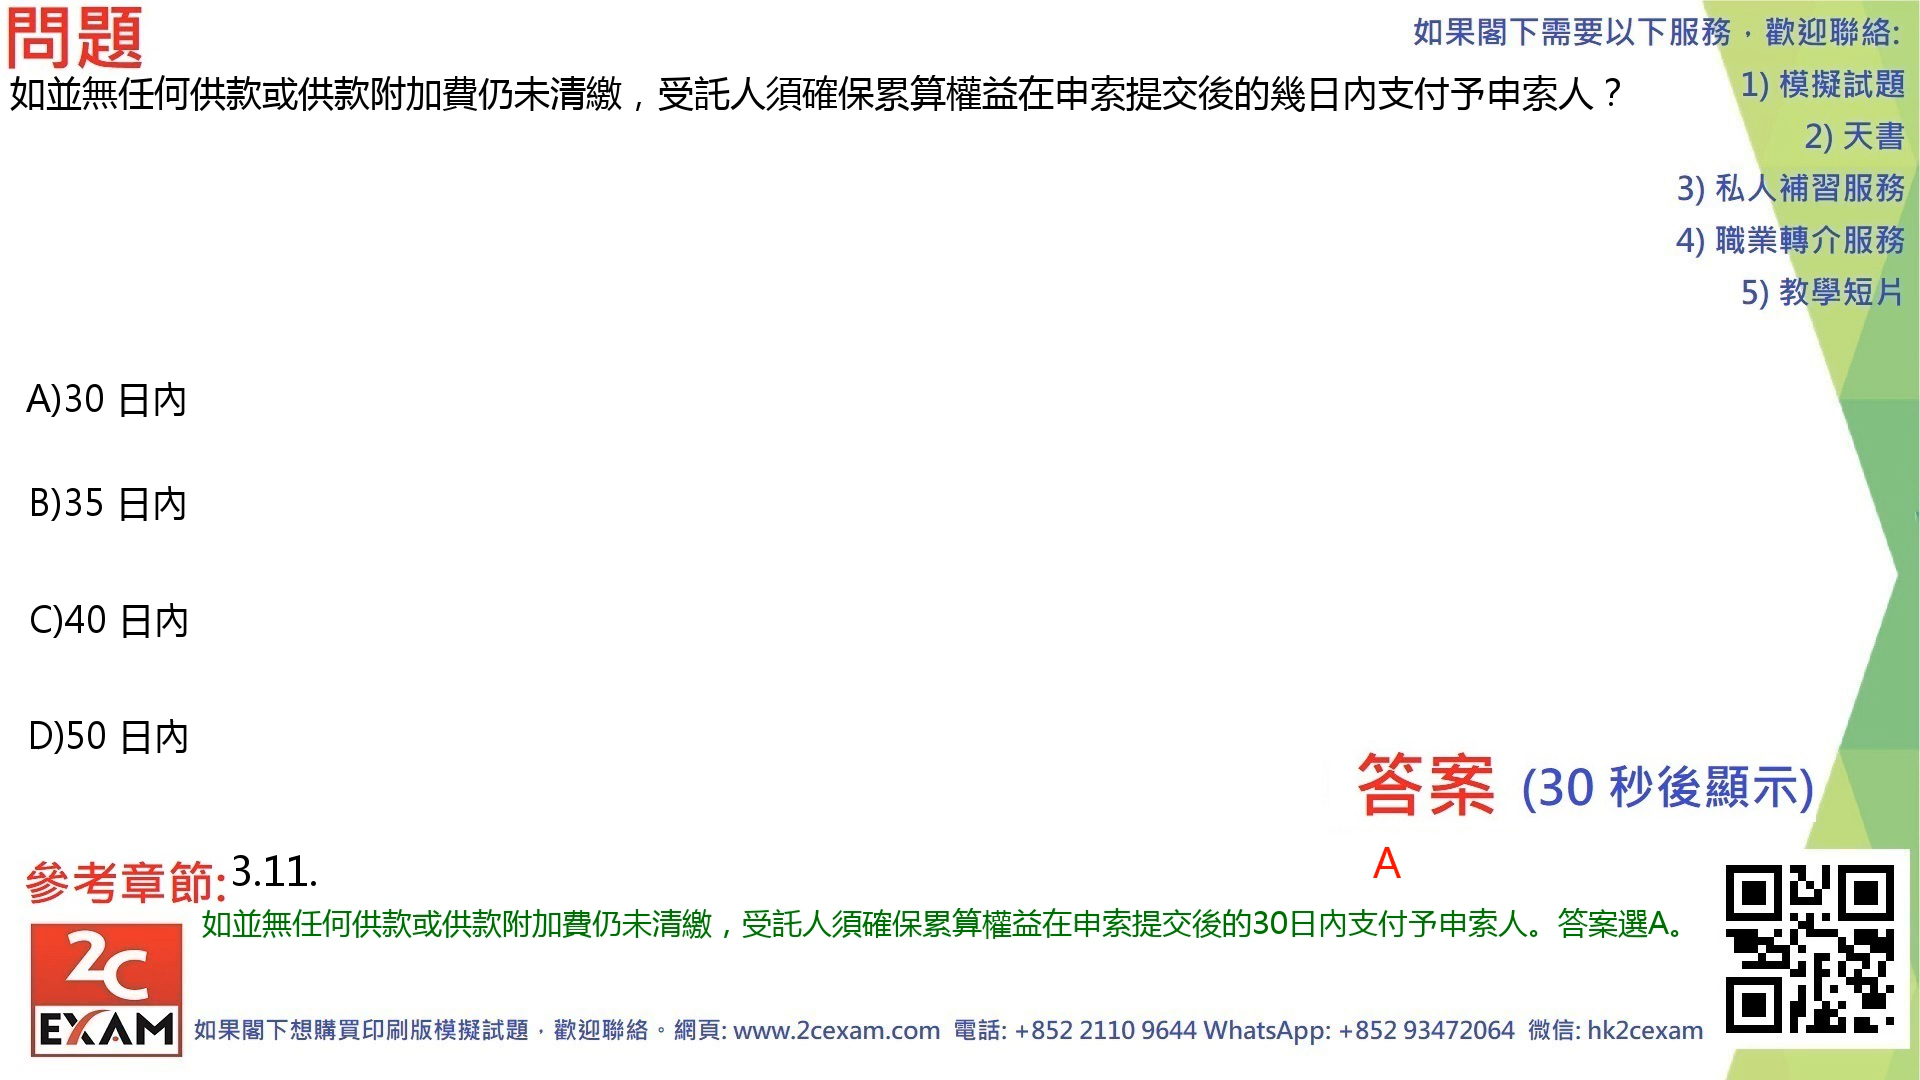 問題
如並無任何供款或供款附加費仍未清繳，受託人須確保累算權益在申索提交後的幾日內支付予申索人？
如果閣下需要以下服務，歡迎聯絡:
1) 模擬試題
2) 天書
3) 私人補習服務
4) 職業轉介服務
5) 教學短片
A)30 日內
B)35 日內
C)40 日內
D)50 日內
答案 (30 秒後顯示)
A
參考章節:3.11.
如並無任何供款或供款附加費仍未清繳，受託人須確保累算權益在申索提交後的30日內支付予申索人。答案選A。
2C
EXAM
如果閣下想購買印刷版模擬試題，歡迎聯絡。網頁: www.2cexam.com 電話: +852 2110 9644 WhatsApp: +852 93472064 微信: hk2cexam